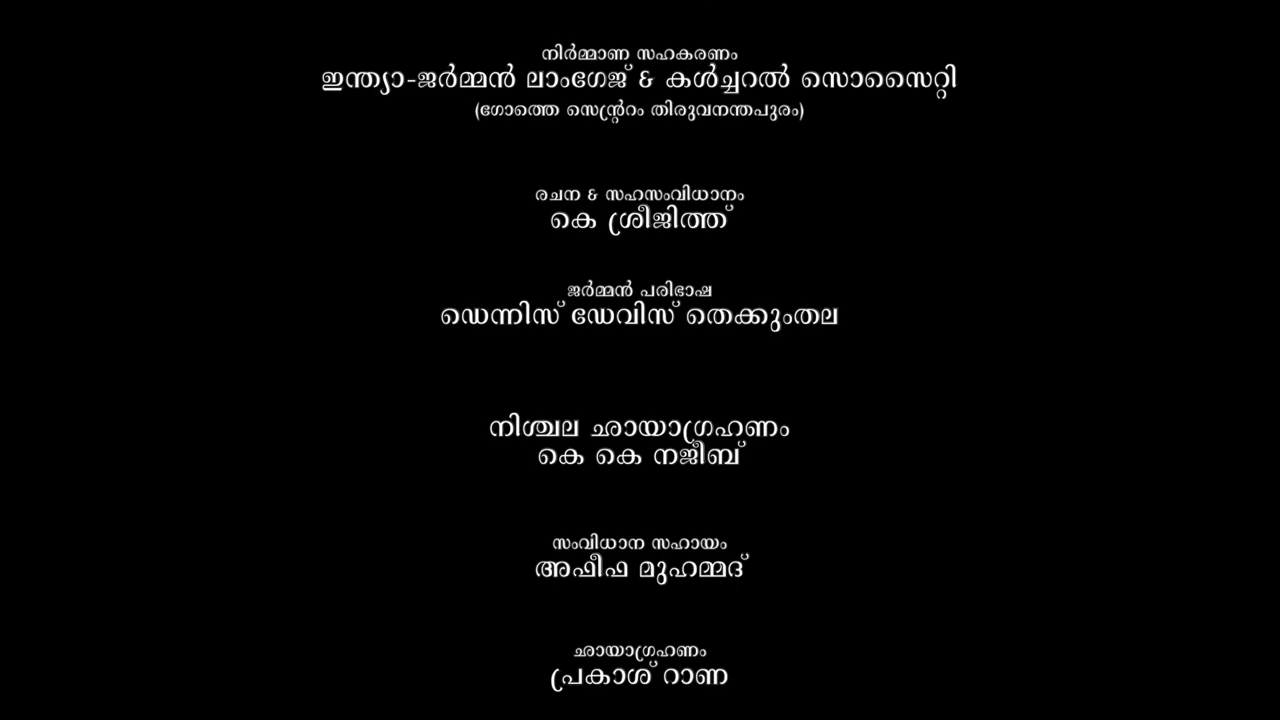 നിർമ്മാണ സഹകരണം
ഇന്ത്യാ-ജർമ്മൻ ലാംഗേജ് & കൾച്ചറൽ സൊസൈറ്റി
(ഗോത്തെ സെന്റ്രറം തിരുവനന്തപുരം)
രചന & സഹസംവിധാനം
കെ ശ്രീജിത്ത്
ജർമ്മൻ പരിഭാഷ
ഡെന്നിസ് ഡേവിസ് തെക്കുംതല
നിശ്ചല ഛായാഗ്രഹണം
കെ കെ നജീബ്
സംവിധാന സഹായം
അഫീഫ മുഹമ്മദ്
ഛായാഗ്രഹണം
പ്രകാശ് റാണ